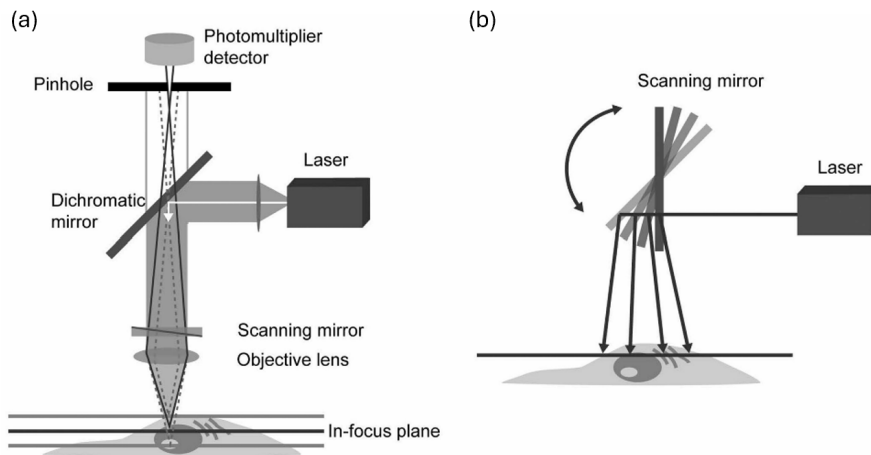 (a)
Photomultiplier
detector
Pinhole
Laser
Dichromatic
mirror
Scanning mirror
Objective lens
In-focus plane
(b)
Scanning mirror
Laser